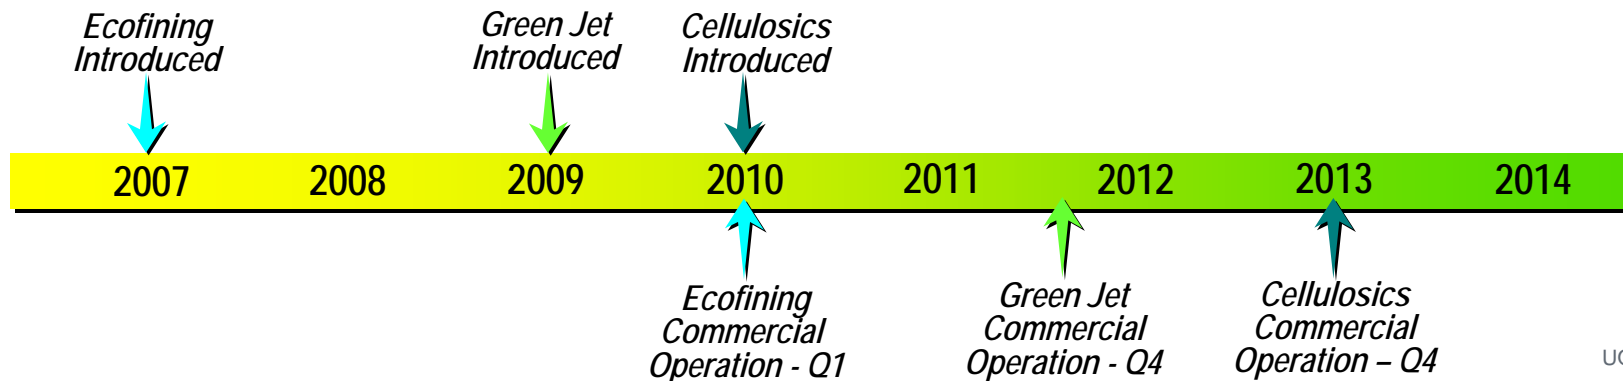 Ecofining
Introduced
Green Jet
Introduced
Cellulosics
Introduced
2007 2008 2009 2010 2011 2012 2013 2014
Ecofining
Commercial
Operation - Q1
Green Jet
Commercial
Operation - Q4
Cellulosics
Commercial
Operation – Q4